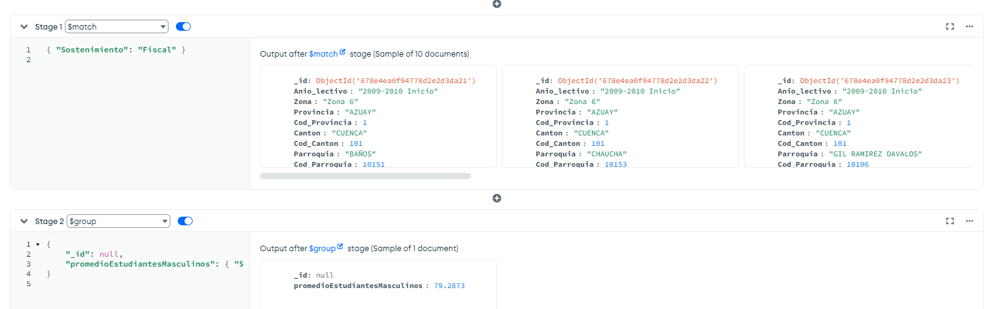 Stage 1 $match
1 { "Sostenimiento": "Fiscal" }
2
Output after $match stage (Sample of 10 documents)
_id: ObjectId('678e4ea0f94778d2e2d3da21')
Anio_lectivo : "2009-2010 Inicio"
Zona : "Zona 6"
Provincia : "AZUAY"
Cod_Provincia : 1
Canton : "CUENCA"
Cod_Canton : 101
Parroquia : "BAÑOS"
Cod_Parroquia : 10151
_id: ObjectId('678e4ea0f94778d2e2d3da22')
Anio_lectivo : "2009-2010 Inicio"
Zona : "Zona 6"
Provincia : "AZUAY"
Cod_Provincia : 1
Canton : "CUENCA"
Cod_Canton : 101
Parroquia : "CHAUCHA"
Cod_Parroquia : 10153
_id: ObjectId('678e4ea0f94778d2e2d3da23')
Anio_lectivo : "2009-2010 Inicio"
Zona : "Zona 6"
Provincia : "AZUAY"
Cod_Provincia : 1
Canton : "CUENCA"
Cod_Canton : 101
Parroquia : "GIL RAMIREZ DAVALOS"
Cod_Parroquia : 10106
Stage 2 $group
1 {
2 "_id": null,
3 "promedioEstudiantesMasculinos": { "$
4 }
5
Output after $group stage (Sample of 1 document)
_id: null
promedioEstudiantesMasculinos : 79.2873